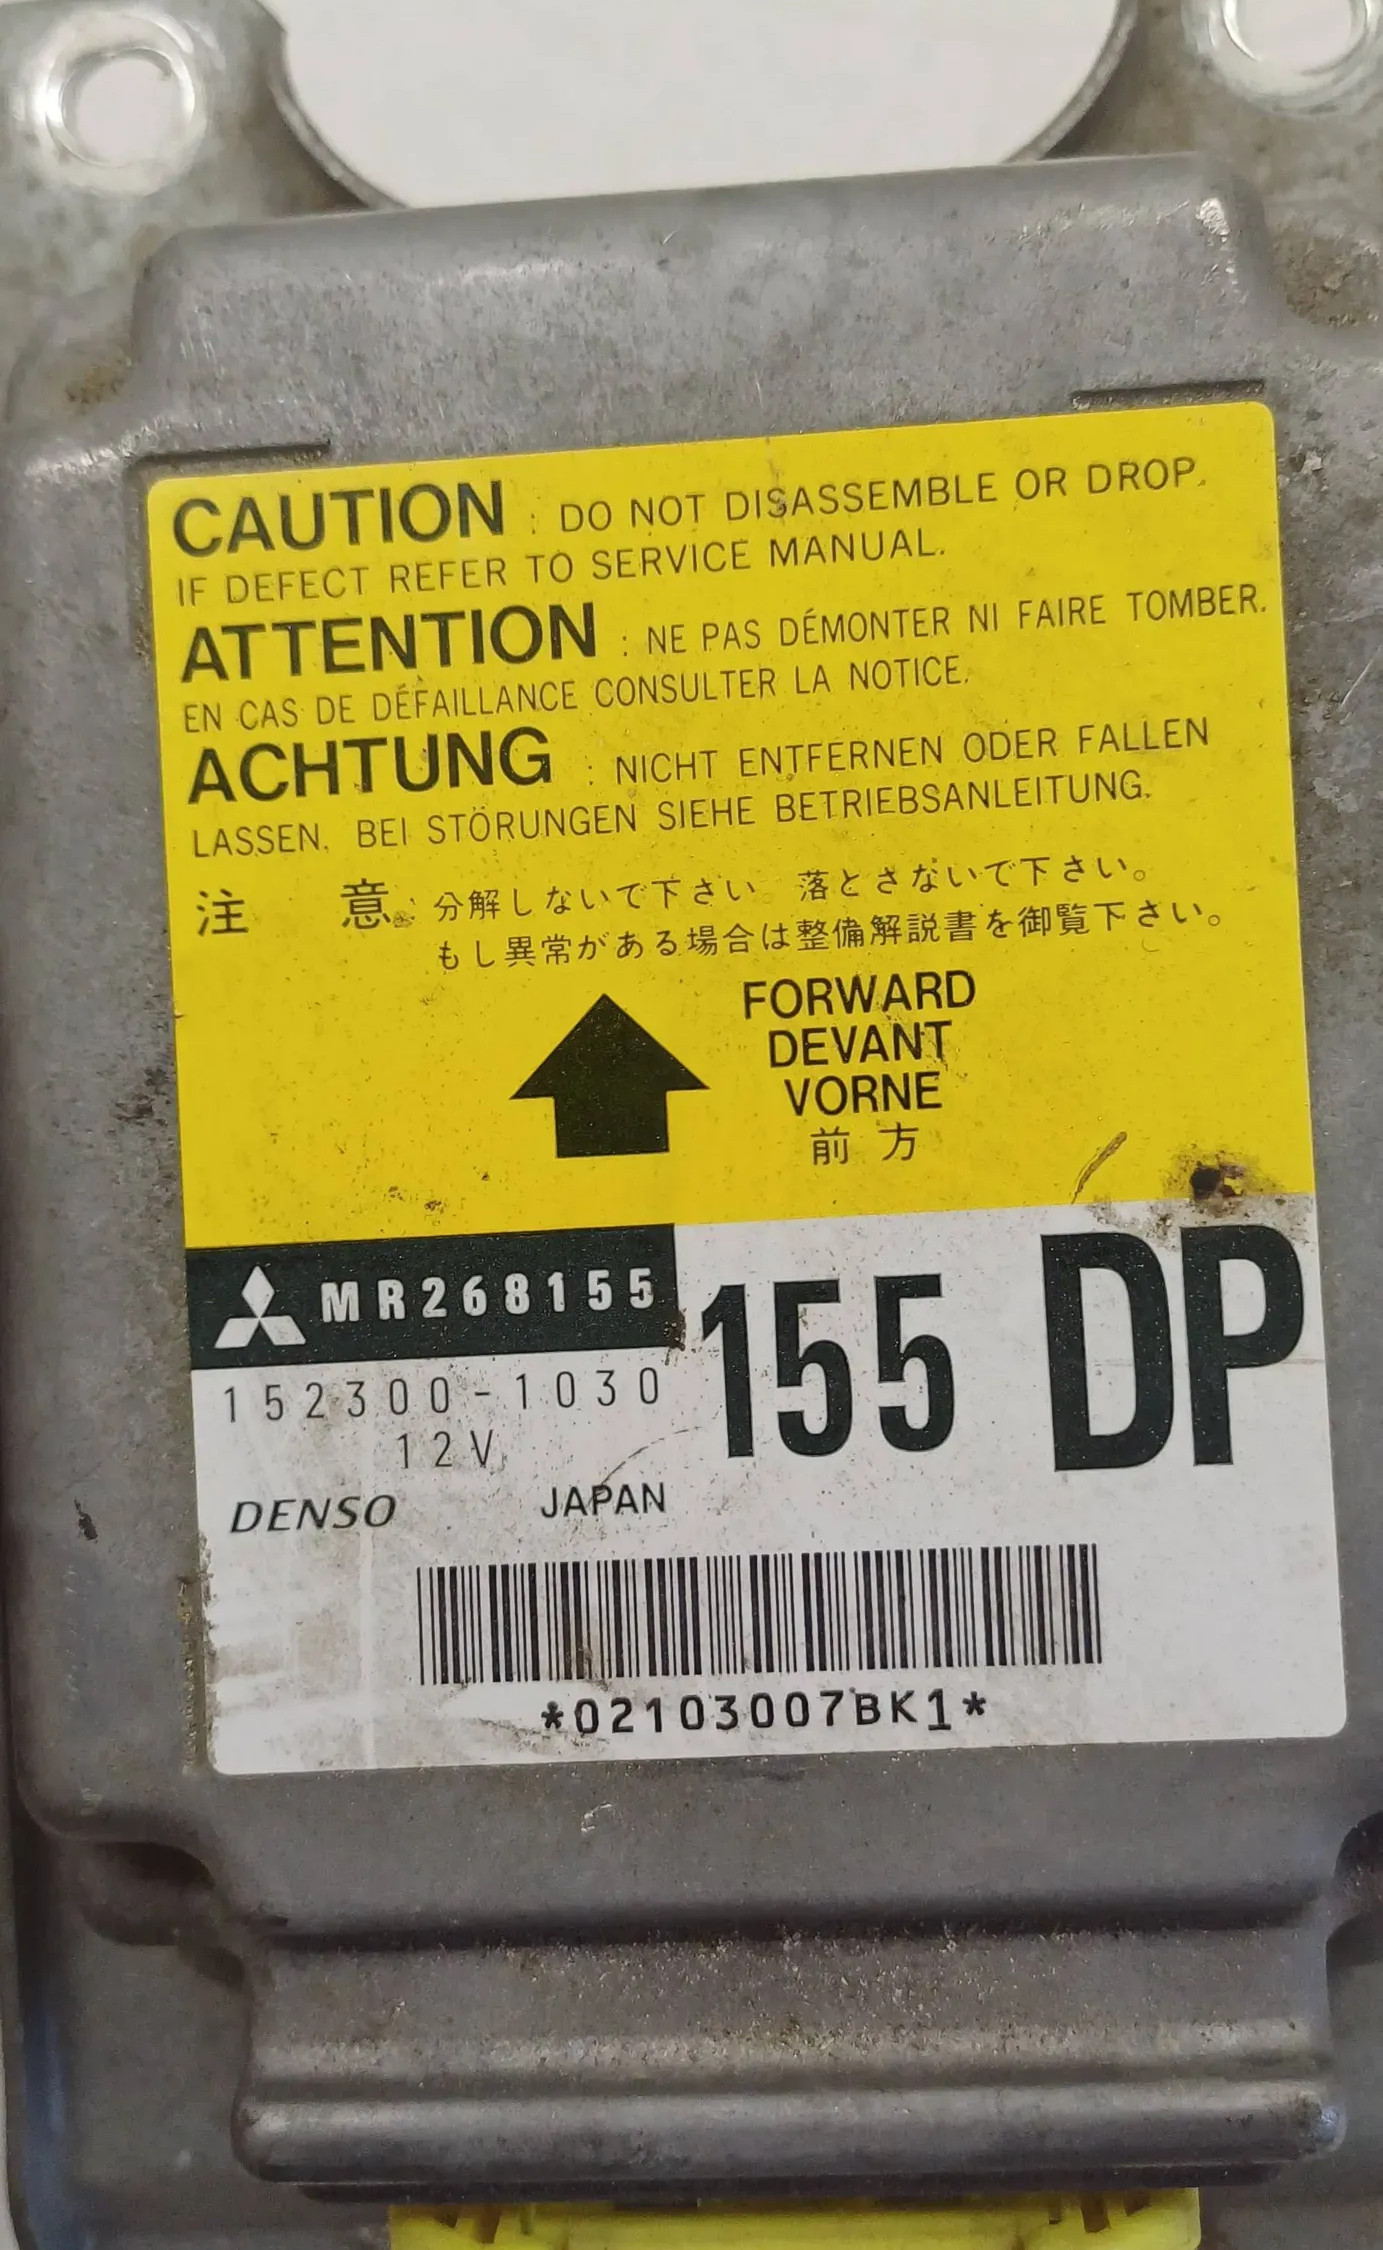 CAUTION : DO NOT DISASSEMBLE OR DROP.
IF DEFECT REFER TO SERVICE MANUAL.
ATTENTION : NE PAS DÉMONTER NI FAIRE TOMBER.
EN CAS DE DÉFAILLANCE CONSULTER LA NOTICE.
ACHTUNG : NICHT ENTFERNEN ODER FALLEN
LASSEN. BEI STÖRUNGEN SIEHE BETRIEBSANLEITUNG.
注 意 : 分解しないで下さい。落とさないで下さい。
もし異常がある場合は整備解説書を御覧下さい。
FORWARD
DEVANT
VORNE
前方
MR268155
155 DP
152300-1030
12V
DENSO JAPAN
*02103007BK1*